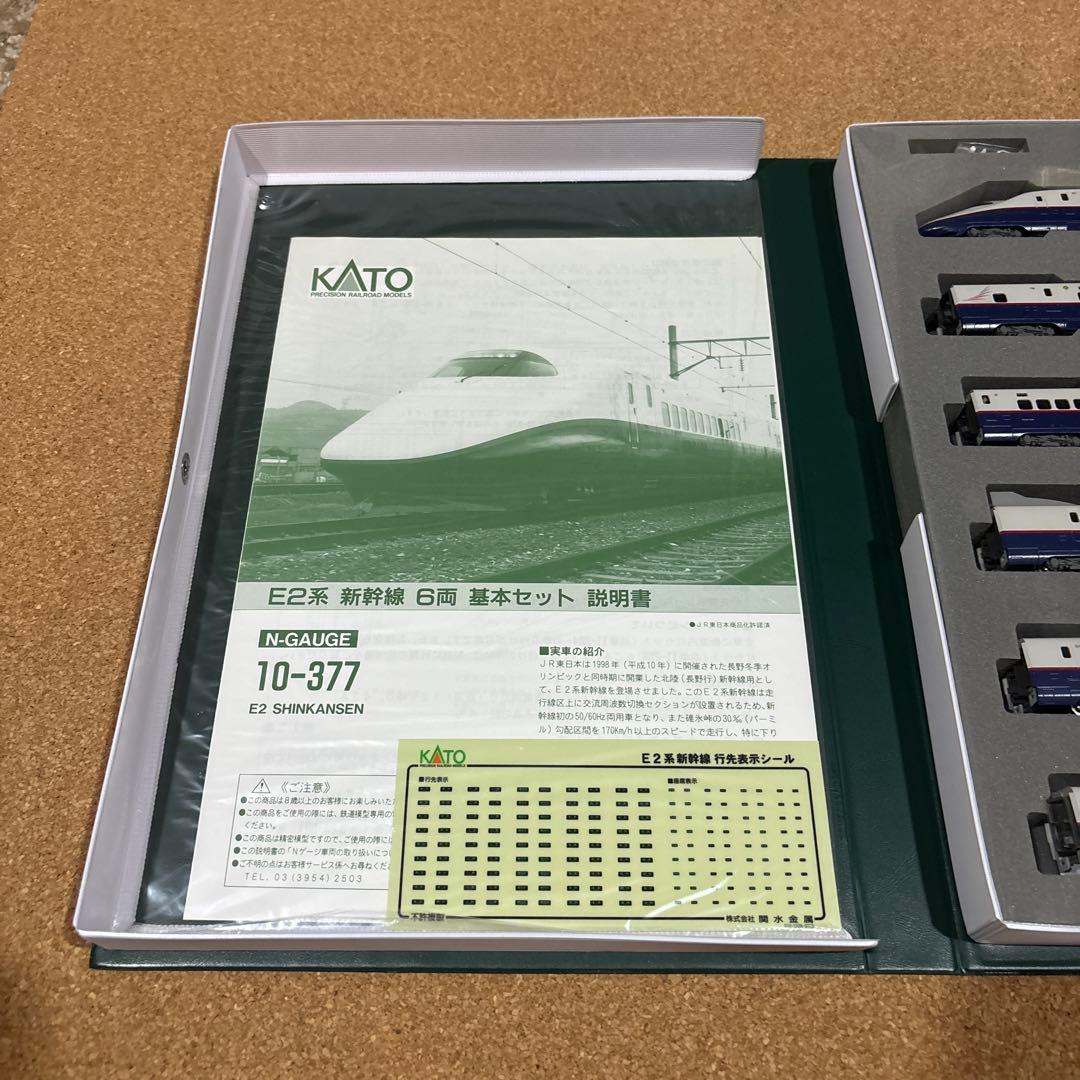 KATO
PRECISION RAILROAD MODELS
E2系 新幹線 6両 基本セット 説明書
●JR東日本商品化許諾済
N-GAUGE
10-377
E2 SHINKANSEN
■実車の紹介
JR東日本は1998年(平成10年)に開催された長野冬季オ
リンピックと同時期に開業した北陸(長野行)新幹線用とし
て、E2系新幹線を登場させました。このE2系新幹線は走
行線区上に交流周波数切換セクションが設置されるため、新
幹線初の50/60Hz両用車となり、また碓氷峠の30‰(パーミ
ル)勾配区間を170Km/h以上のスピードで走行し、特に下り
《ご注意》
●この商品は8歳以上のお客様にお楽しみいた
●この商品をご使用の際には、鉄道模型専用の
ください。
●この商品は精密模型ですので、ご使用の際には
●この説明書の「Nゲージ車両の取り扱いについ
●ご不明の点はお客様サービス係へお尋ねくださ
TEL.03(3954)2503
KATO
PRECISION RAILROAD MODELS
E2系新幹線 行先表示シール
■行先表示
■座席表示
不許複製
株式会社 関水金属